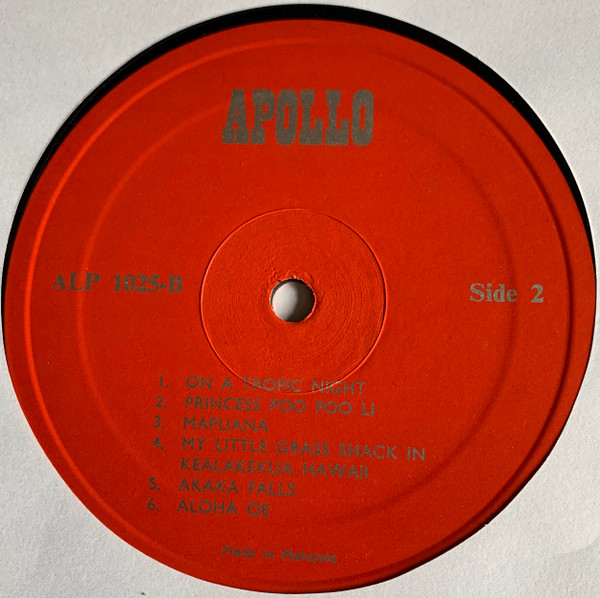 APOLLO
ALP 1025-B
Side 2
1. ON A TROPIC NIGHT
2. PRINCESS POO POO LI
3. MAPUANA
4. MY LITTLE GRASS SHACK IN
KEALAKEKUA HAWAII
5. AKAKA FALLS
6. ALOHA OE
Made in Malaysia